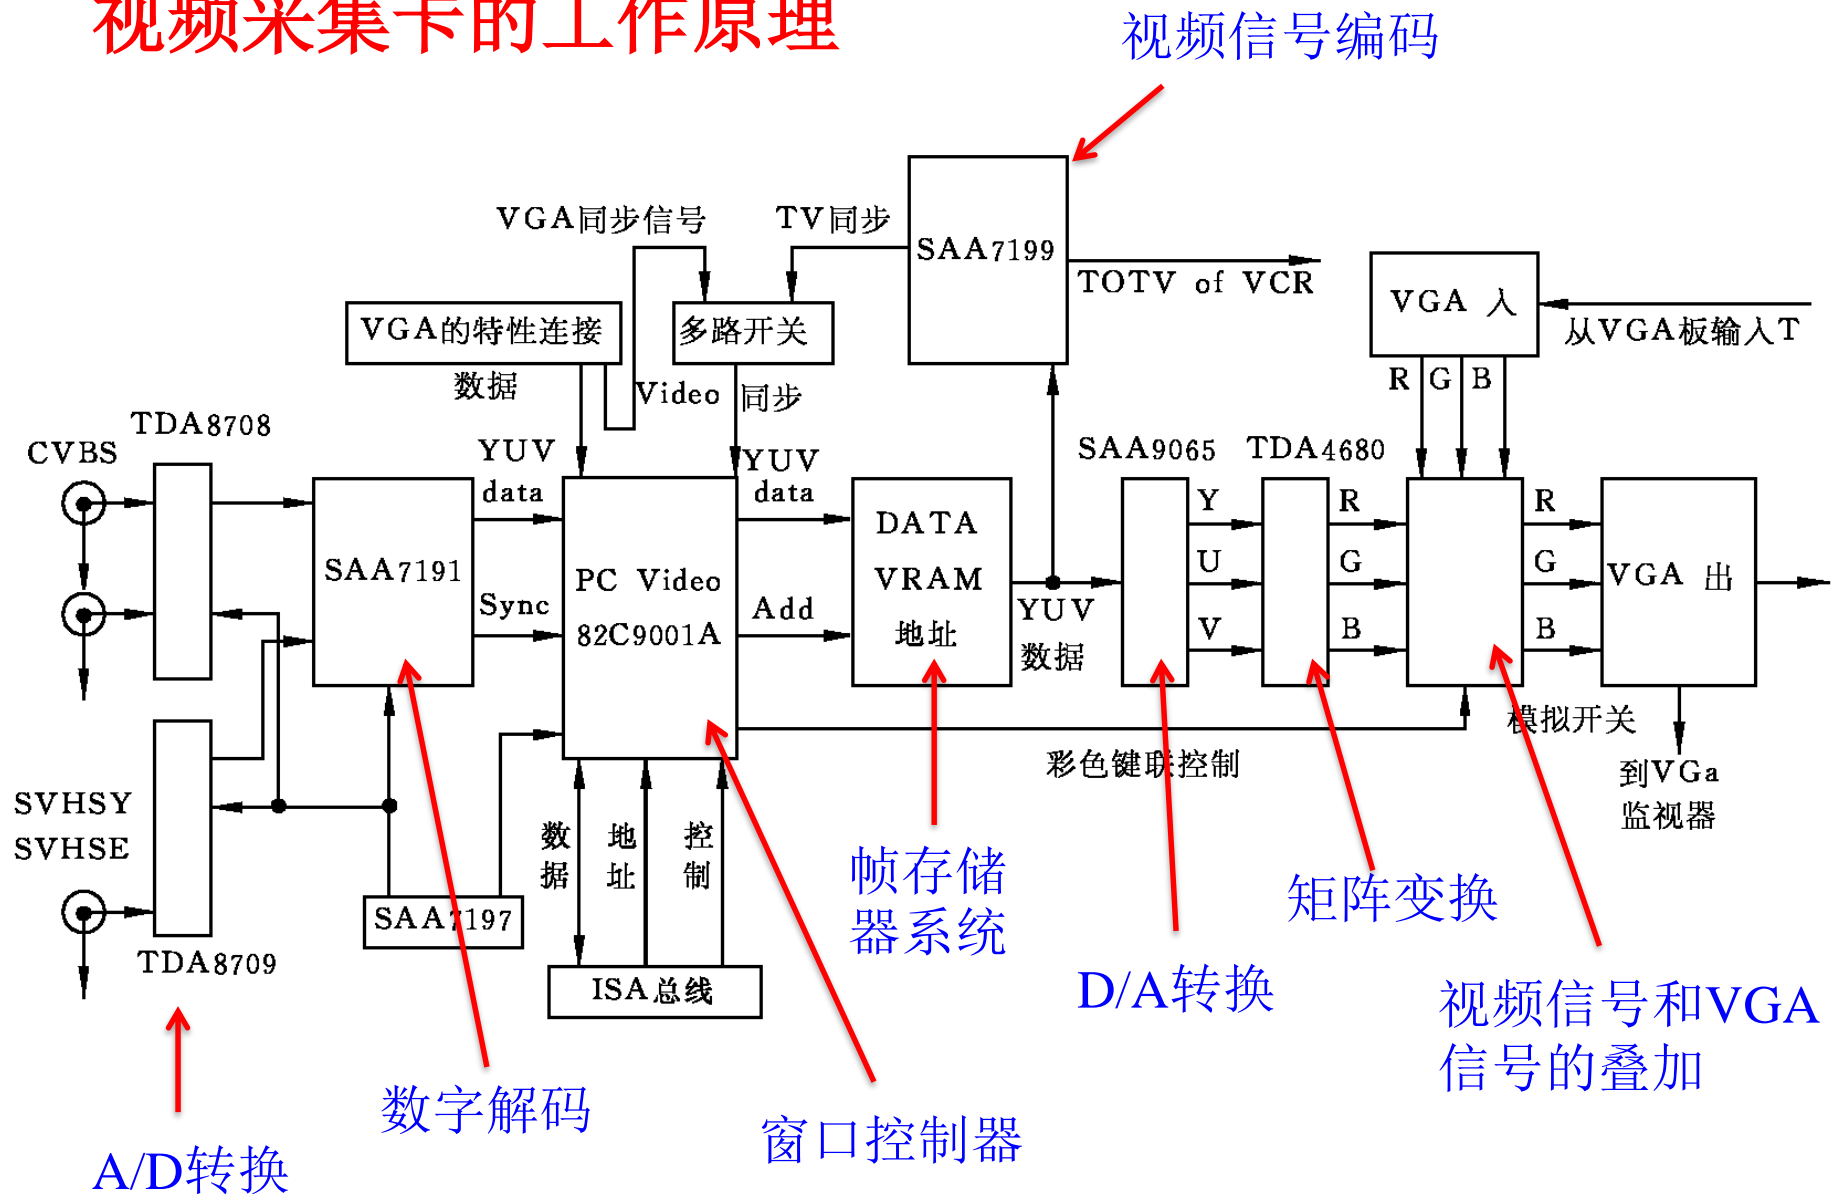 视频采集卡的工作原理
视频信号编码
VGA同步信号
TV同步
SAA7199
TOTV of VCR
VGA 入
从VGA板输入T
VGA的特性连接
多路开关
数据
Video
同步
R G B
TDA8708
CVBS
YUV
data
YUV
data
SAA9065
TDA4680
SAA7191
Sync
PC Video
82C9001A
Add
DATA
VRAM
地址
YUV
数据
Y
U
V
R
G
B
R
G
B
VGA 出
模拟开关
彩色键联控制
到VGa
监视器
SVHSY
SVHSE
数据
地址
控制
SAA7197
TDA8709
ISA总线
帧存储
器系统
矩阵变换
D/A转换
视频信号和VGA
信号的叠加
数字解码
窗口控制器
A/D转换